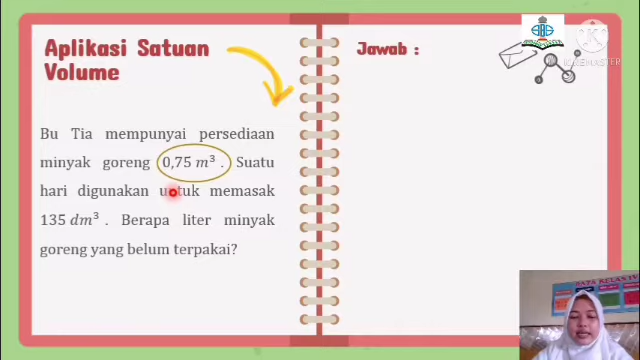 Aplikasi Satuan
Volume
Bu Tia mempunyai persediaan
minyak goreng 0,75 m³ . Suatu
hari digunakan untuk memasak
135 dm³ . Berapa liter minyak
goreng yang belum terpakai?
Jawab :
KINEMASTER